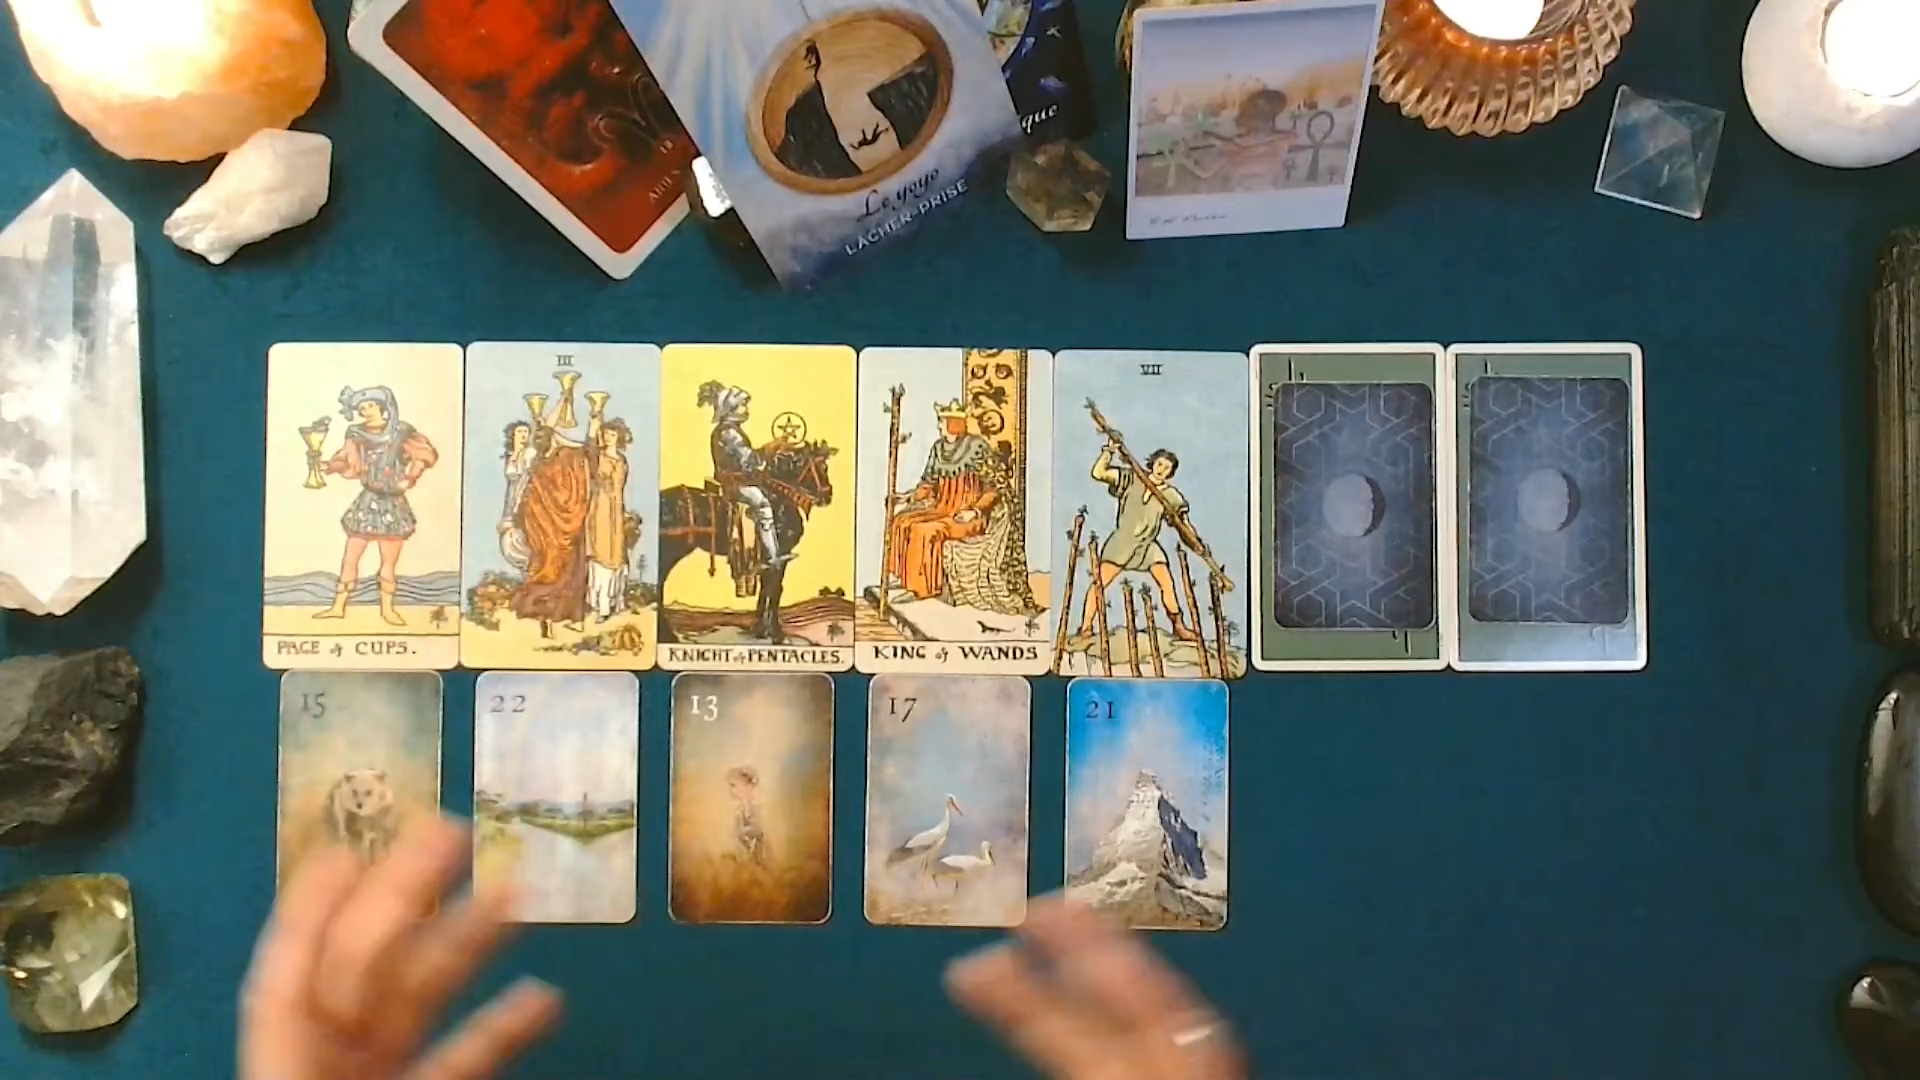 que
ARIES
Le yoyo
LÂCHER-PRISE
III
VII
PAGE of CUPS.
KNIGHT of PENTACLES.
KING of WANDS
15
22
13
17
21